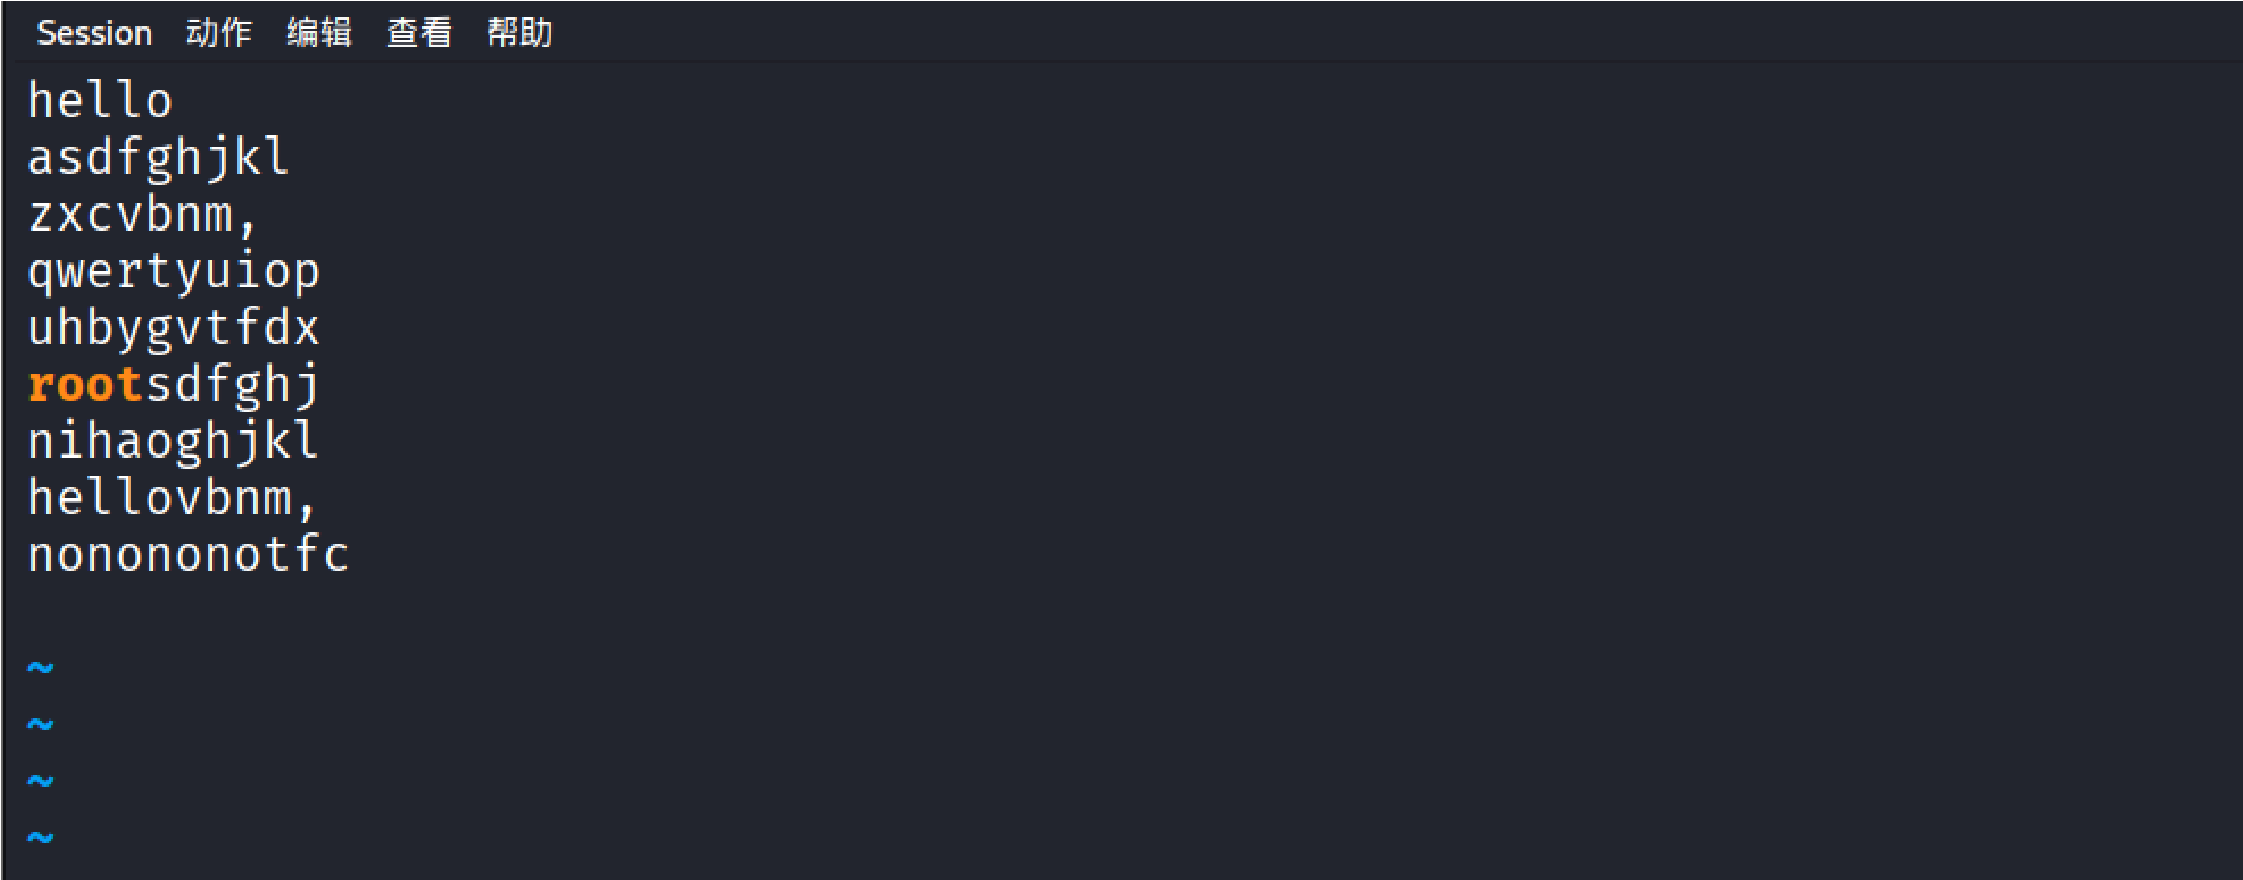 Session 动作 编辑 查看 帮助
hello
asdfghjkl
zxcvbnm,
qwertyuiop
uhbygvtfdx
rootsdfghj
nihaoghjkl
hellovbnm,
nonononotfc
~
~
~
~